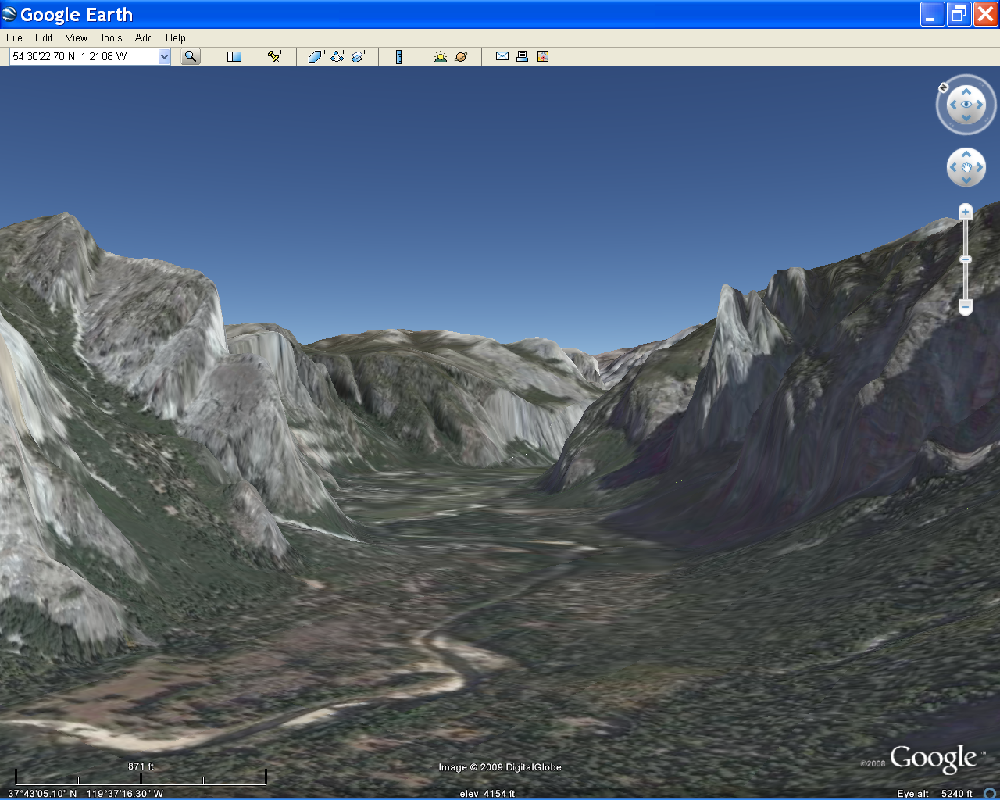 Google Earth
File Edit View Tools Add Help
54 30'22.70 N, 1 21'08 W
N
871 ft
Image © 2009 DigitalGlobe
©2008 Google™
37°43'05.10" N 119°37'16.30" W
elev 4154 ft
Eye alt 5240 ft